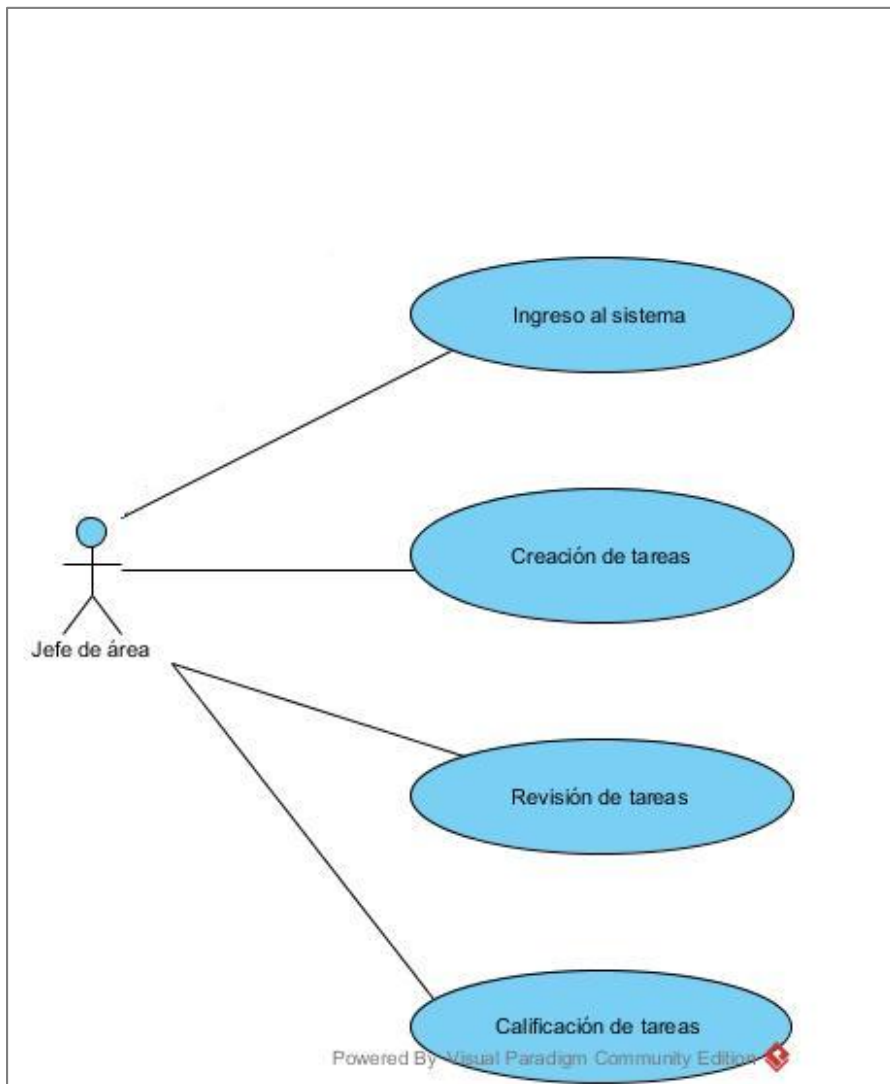 Ingreso al sistema
Creación de tareas
Jefe de área
Revisión de tareas
Calificación de tareas
Powered By Visual Paradigm Community Edition